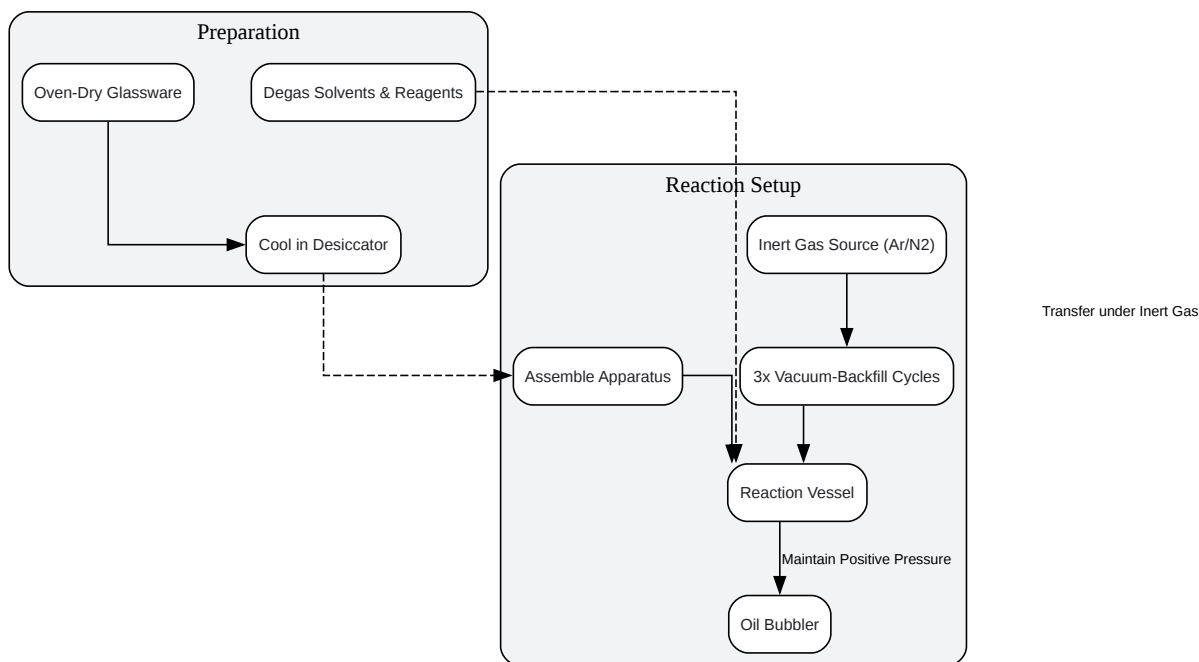 Preparation
Oven-Dry Glassware
Degas Solvents & Reagents
Cool in Desiccator
Reaction Setup
Inert Gas Source (Ar/N2)
Transfer under Inert Gas
Assemble Apparatus
3x Vacuum-Backfill Cycles
Reaction Vessel
Maintain Positive Pressure
Oil Bubbler